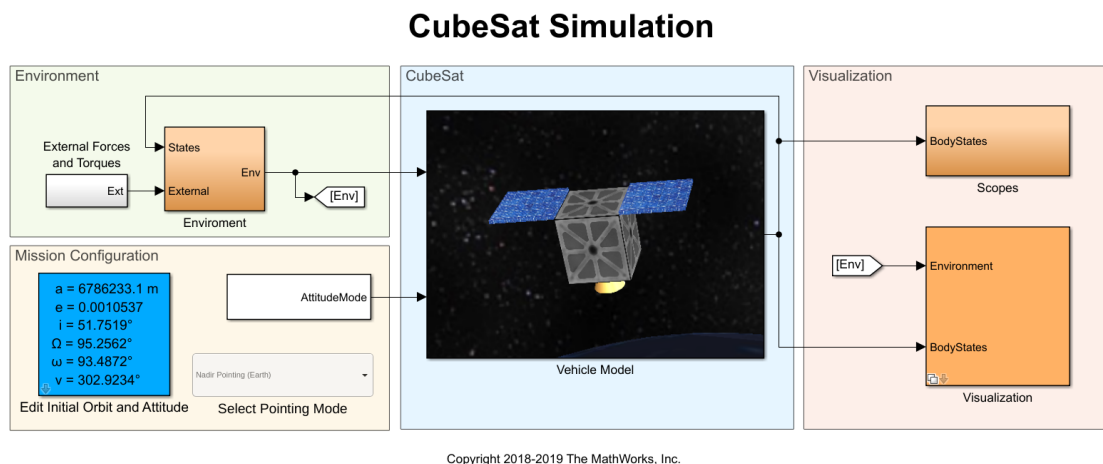 CubeSat Simulation
Environment
External Forces
and Torques
Ext
States
External
Env
Enviroment
[Env]
Mission Configuration
a = 6786233.1 m
e = 0.0010537
i = 51.7519°
Ω = 95.2562°
ω = 93.4872°
ν = 302.9234°
Edit Initial Orbit and Attitude
AttitudeMode
Nadir Pointing (Earth)
Select Pointing Mode
CubeSat
Vehicle Model
Visualization
BodyStates
Scopes
[Env]
Environment
BodyStates
Visualization
Copyright 2018-2019 The MathWorks, Inc.